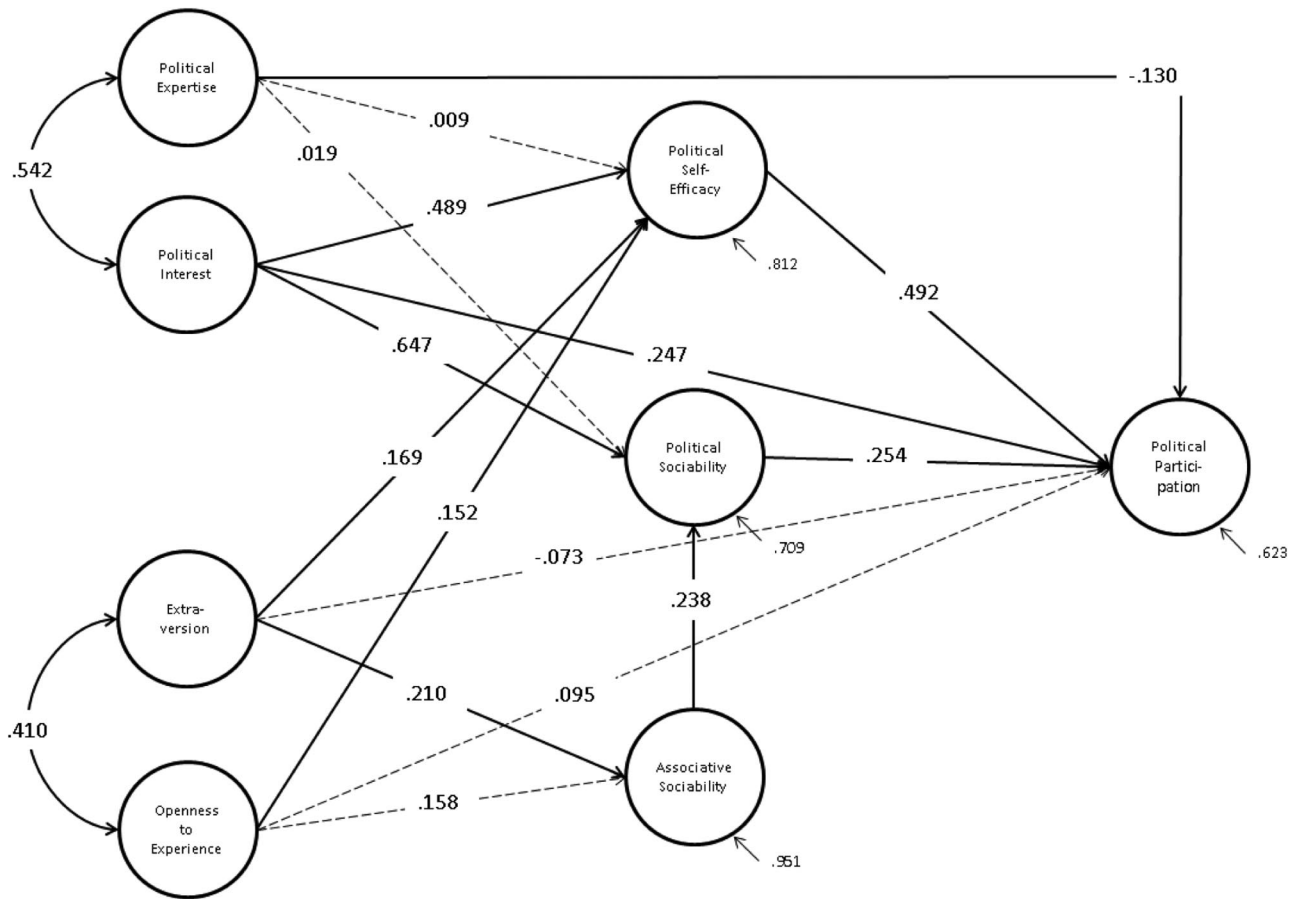 Political
Expertise
-.130
.009
.019
.542
Political
Self-
Efficacy
.489
Political
Interest
.812
.492
.647
.247
.169
Political
Sociability
.254
Political
Partici-
pation
.152
.709
.623
-.073
.238
Extra-
version
.210
.095
.410
Openness
to
Experience
.158
Associative
Sociability
.951